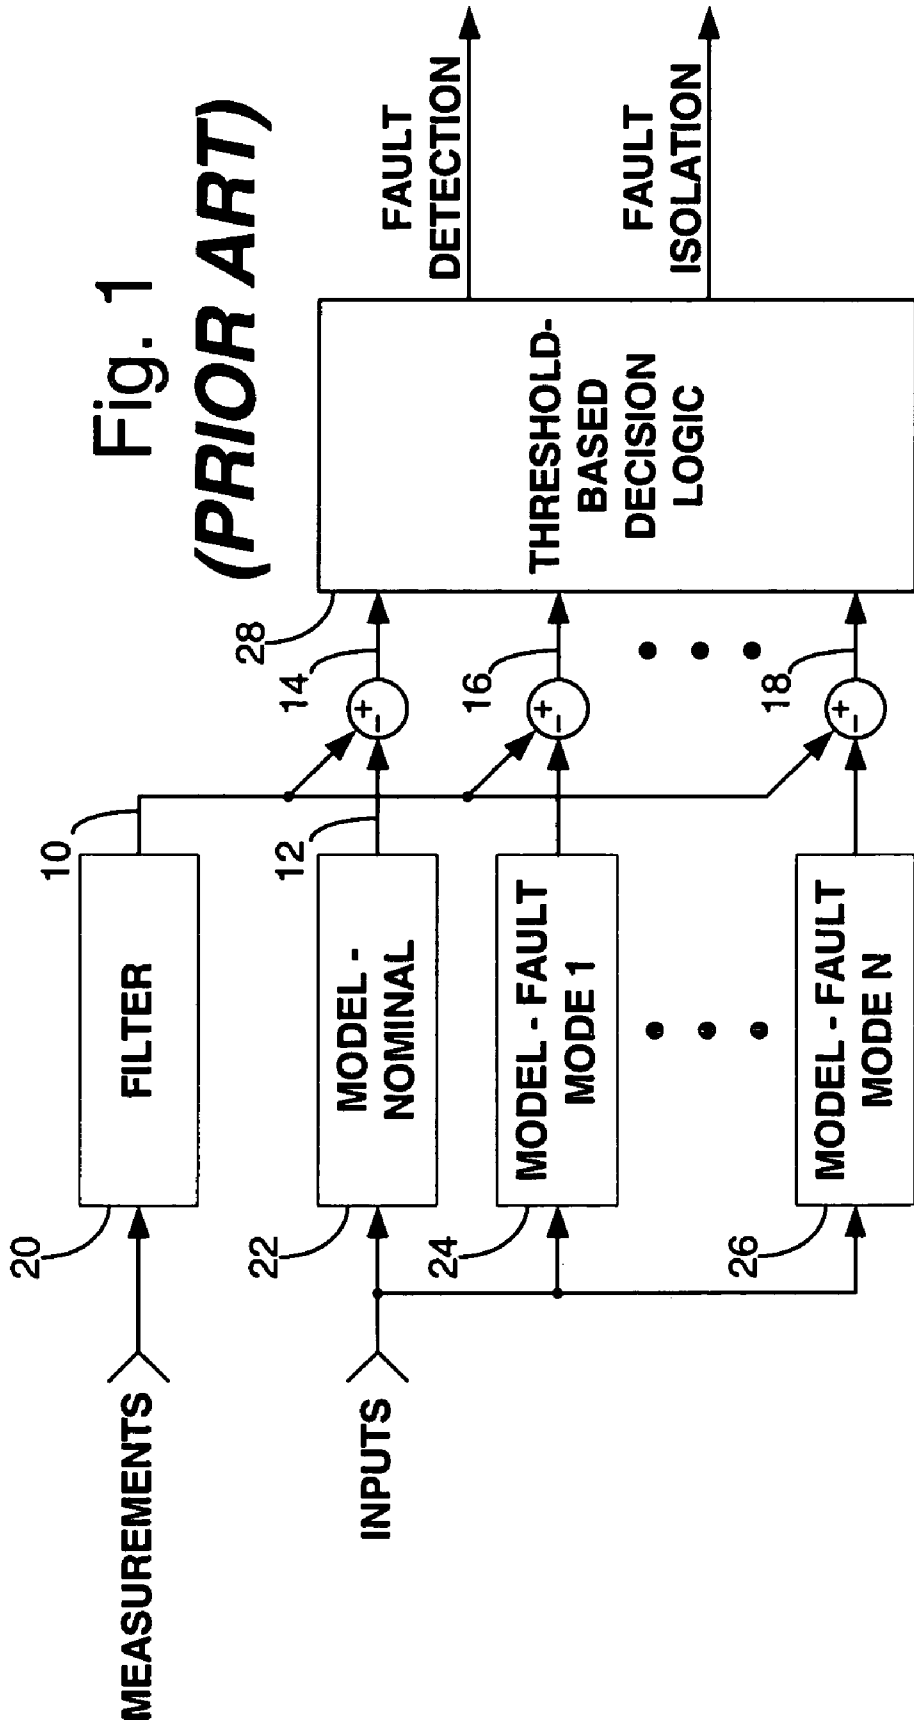 Fig. 1
(PRIOR ART)
MEASUREMENTS
20
FILTER
10
INPUTS
22
MODEL -
NOMINAL
12
14
+
-
28
24
MODEL - FAULT
MODE 1
16
+
-
26
MODEL - FAULT
MODE N
18
+
-
THRESHOLD-
BASED
DECISION
LOGIC
FAULT
DETECTION
FAULT
ISOLATION